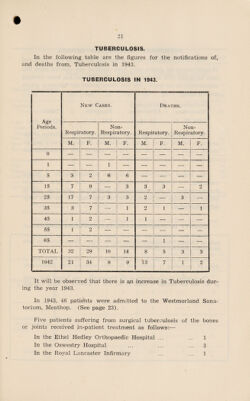 21
TUBERCULOSIS.
In the following table are the figures for the notifications of,
and deaths from, Tuberculosis in 1943.
TUBERCULOSIS IN 1943.
Age Periods. New Cases. Deaths.
Respiratory. Non-Respiratory. Respiratory. Non-Respiratory.
M. F. M. F. M. F. M. F.
0 — — — — — — — —
1 — — 1 — — — — —
5 3 2 6 6 — — — —
15 7 9 — 3 3 3 — 2
25 17 7 3 3 2 — 3 —
35 3 7 — 1 2 1 — 1
45 1 2 — 1 1 — — —
55 1 2 — — — — — —
65 — — — — — 1 — —
TOTAL 32 29 10 14 8 5 3 3
1942 21 34 8 9 13 7 1 2
It will be observed that there is an increase in Tuberculosis dur-
ing the year 1943.
In 1943, 46 patients were admitted to the Westmorland Sana-
torium, Menthop. (See page 23).
Five patients suffering from surgical tuberculosis of the bones
or joints received in-patient treatment as follows:—
In the Ethel Hedley Orthopaedic Hospital ... ... 1
In the Oswestry Hospital ... ... 3
In the Royal Lancaster Infirmary ... ... 1